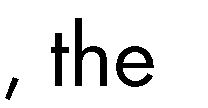 , the